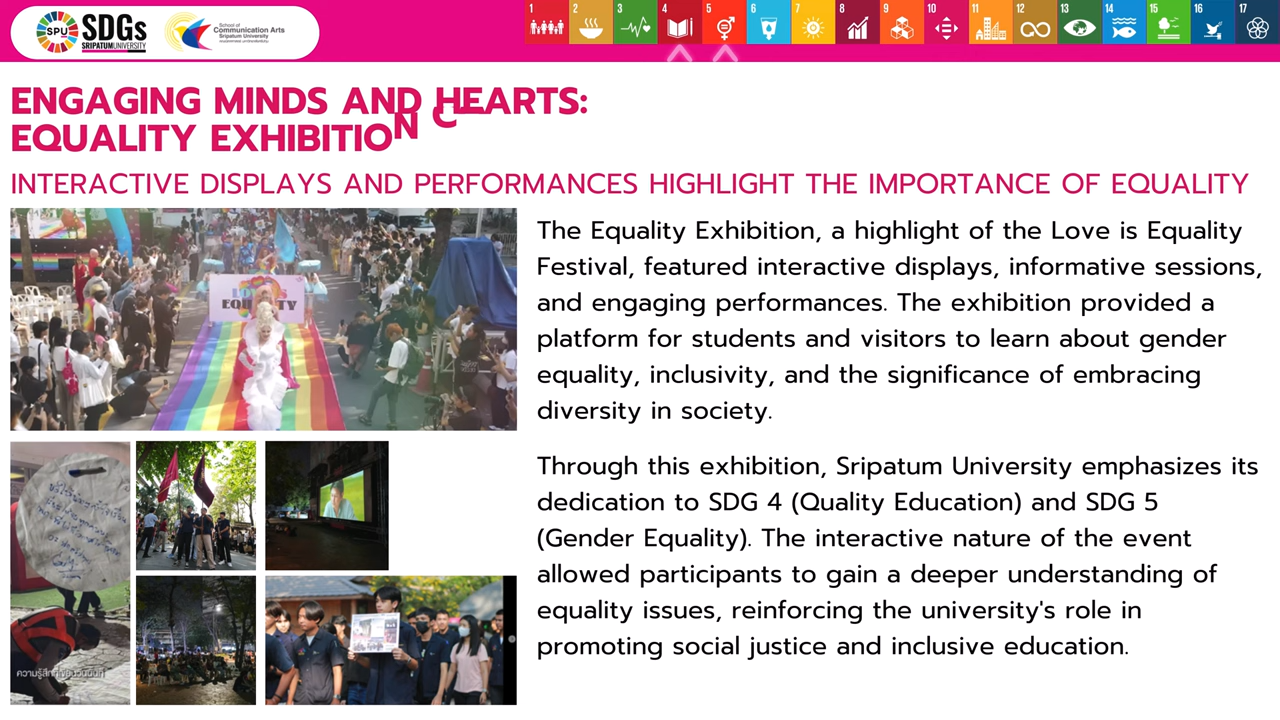 SPU
SDGs
SRIPATUM UNIVERSITY
School of
Communication Arts
Sripatum University
1 2 3 4 5 6 7 8 9 10 11 12 13 14 15 16 17
ENGAGING MINDS AND HEARTS:
EQUALITY EXHIBITION C
INTERACTIVE DISPLAYS AND PERFORMANCES HIGHLIGHT THE IMPORTANCE OF EQUALITY
EQUALITY
The Equality Exhibition, a highlight of the Love is Equality
Festival, featured interactive displays, informative sessions,
and engaging performances. The exhibition provided a
platform for students and visitors to learn about gender
equality, inclusivity, and the significance of embracing
diversity in society.
Through this exhibition, Sripatum University emphasizes its
dedication to SDG 4 (Quality Education) and SDG 5
(Gender Equality). The interactive nature of the event
allowed participants to gain a deeper understanding of
equality issues, reinforcing the university's role in
promoting social justice and inclusive education.